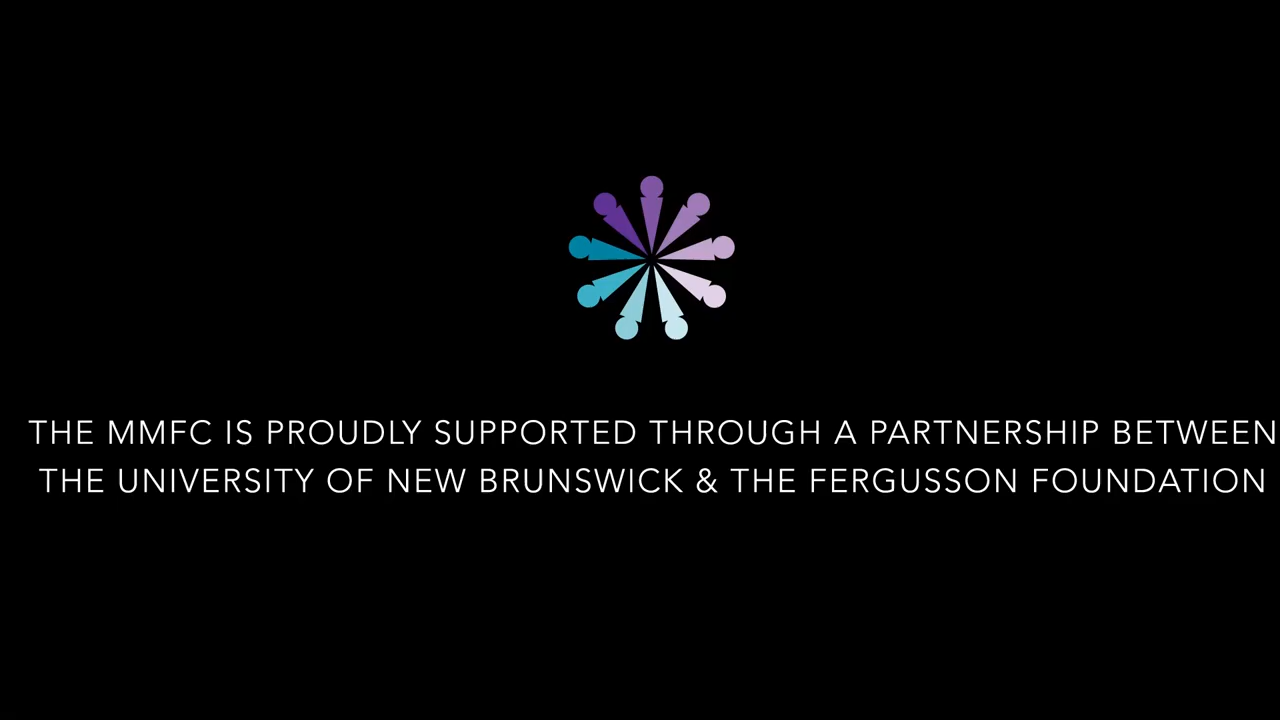 THE MMFC IS PROUDLY SUPPORTED THROUGH A PARTNERSHIP BETWEEN
THE UNIVERSITY OF NEW BRUNSWICK & THE FERGUSSON FOUNDATION